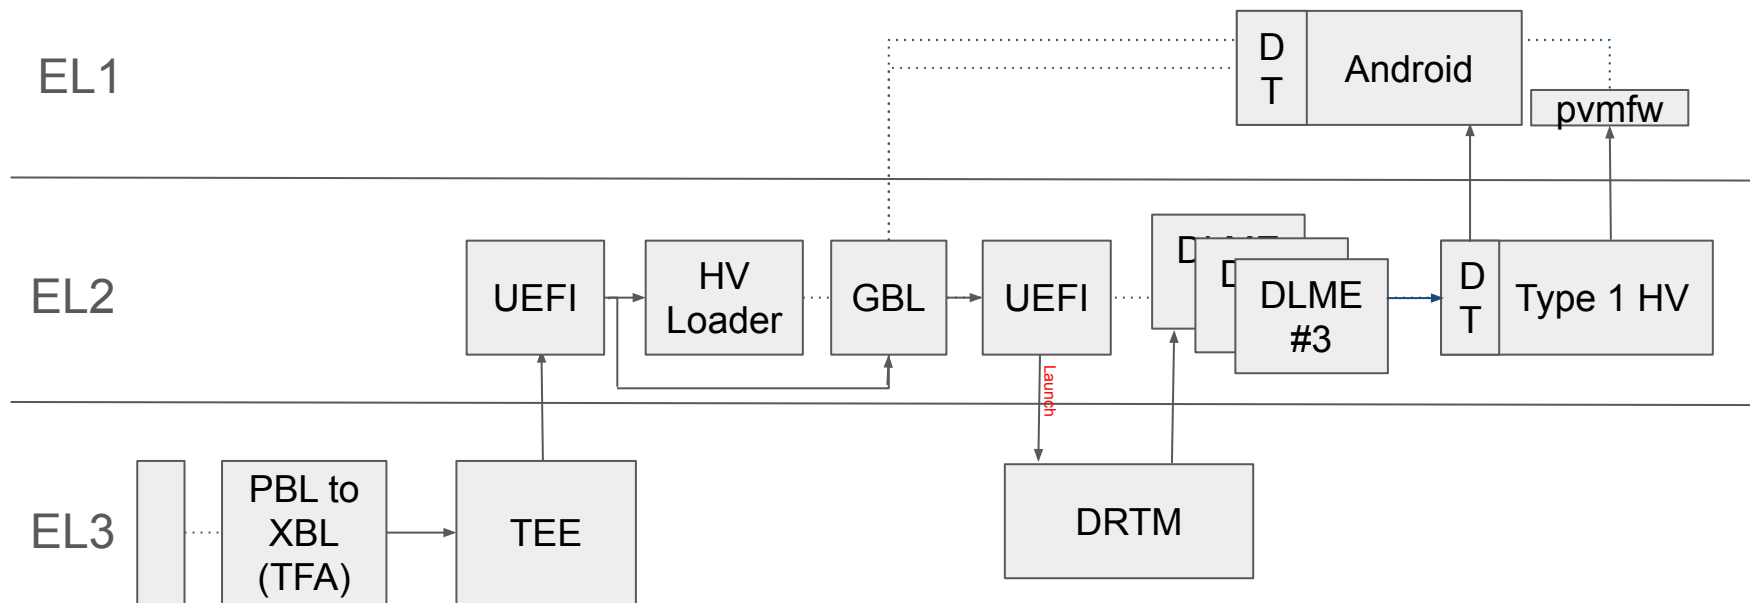 EL1
D
T
Android
pvmfw
EL2
UEFI
HV
Loader
GBL
UEFI
DLME
#3
D
T
Type 1 HV
Launch
EL3
PBL to
XBL
(TFA)
TEE
DRTM